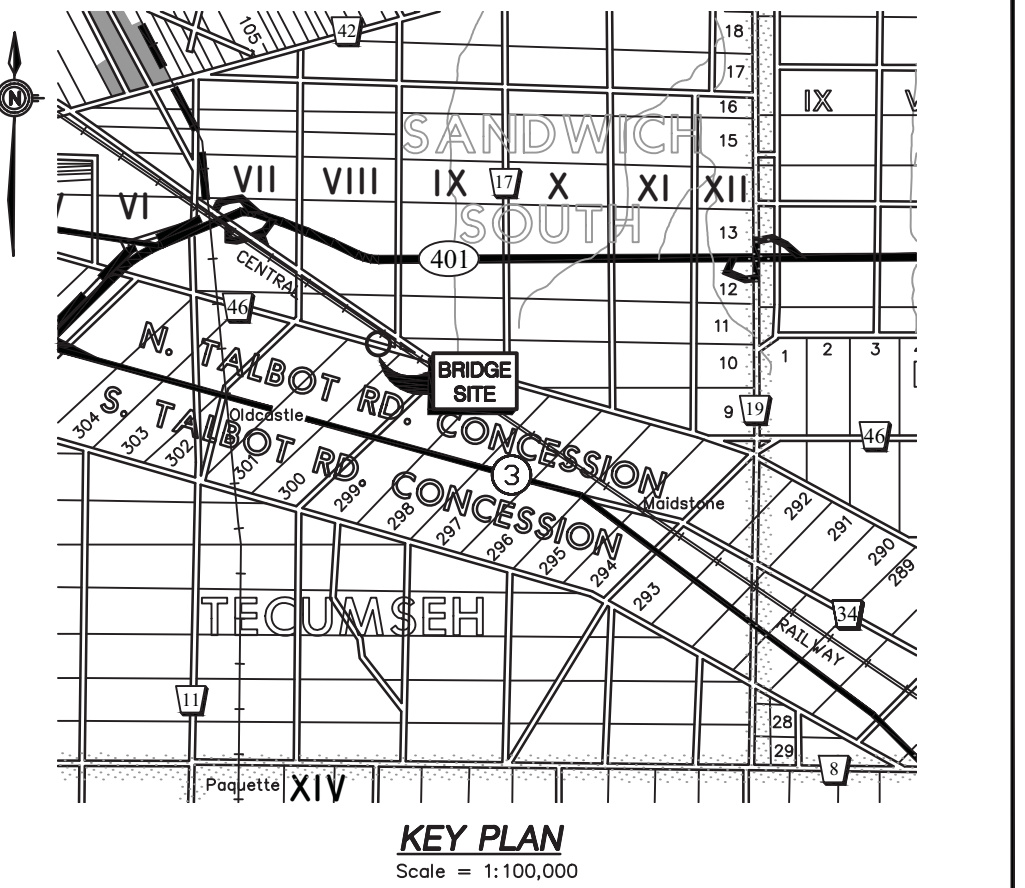 42
105
18
17
16
IX
SANDWICH
15
VII
VIII
IX
17
X
XI
XII
VI
SOUTH
13
401
CENTRAL
12
46
11
N. TALBOT RD. CONCESSION
BRIDGE
SITE
10
1
2
3
9
19
46
S. TALBOT RD CONCESSION
Oldcastle
304
303
302
301
300
299
298
297
296
295
294
293
3
Maidstone
292
291
290
289
TECUMSEH
34
RAILWAY
11
28
29
8
Paquette
XIV
N
KEY PLAN
Scale = 1:100,000